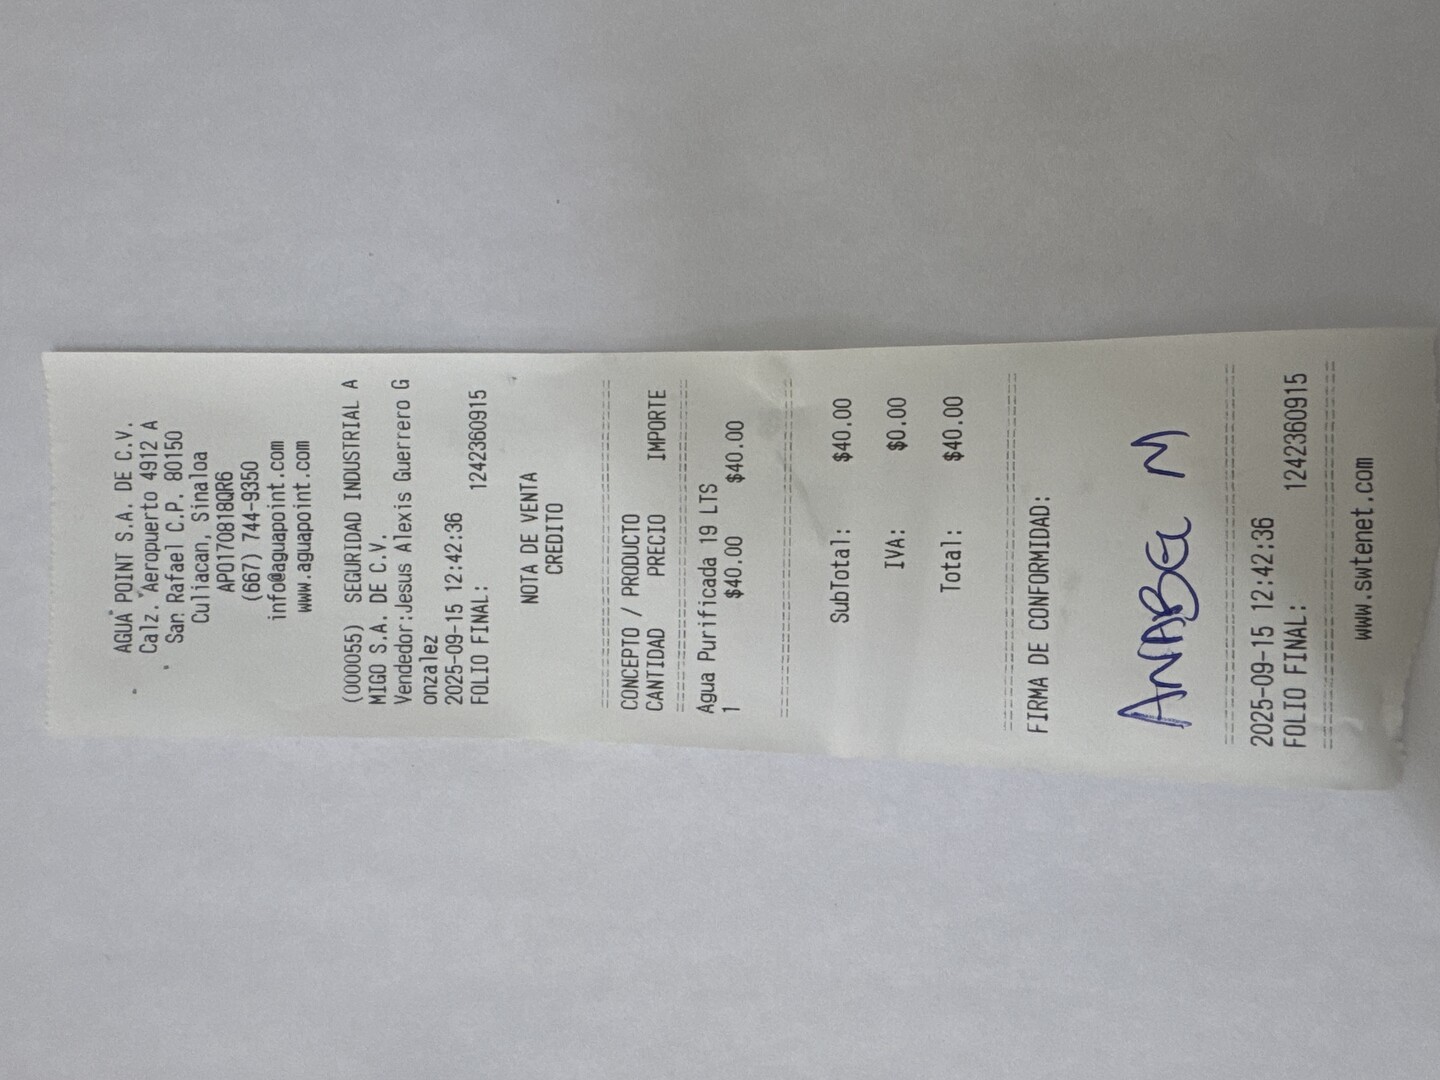 AGUA POINT S.A. DE C.V.
Calz. Aeropuerto 4912 A
San Rafael C.P. 80150
Culiacan, Sinaloa
APO170818QR6
(667) 744-9350
info@aguapoint.com
www.aguapoint.com
(000055) SEGURIDAD INDUSTRIAL A
MIGO S.A. DE C.V.
Vendedor:Jesus Alexis Guerrero G
onzalez
2025-09-15 12:42:36
FOLIO FINAL: 1242360915
NOTA DE VENTA
CREDITO
================================
CONCEPTO / PRODUCTO
CANTIDAD PRECIO IMPORTE
================================
Agua Purificada 19 LTS
1 $40.00 $40.00
================================
SubTotal: $40.00
IVA: $0.00
Total: $40.00
================================
FIRMA DE CONFORMIDAD:
ANABEL M
================================
2025-09-15 12:42:36
FOLIO FINAL: 1242360915
================================
www.swtenet.com